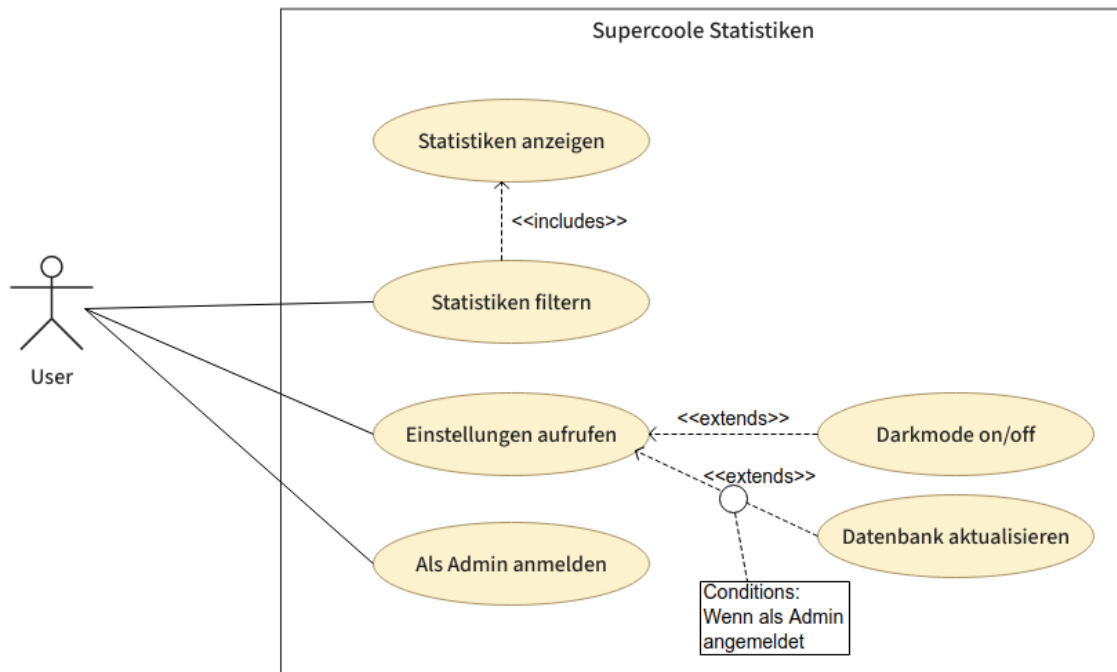 Supercoole Statistiken
Statistiken anzeigen
<<includes>>
Statistiken filtern
User
Einstellungen aufrufen
<<extends>>
Darkmode on/off
<<extends>>
Datenbank aktualisieren
Als Admin anmelden
Conditions:
Wenn als Admin
angemeldet